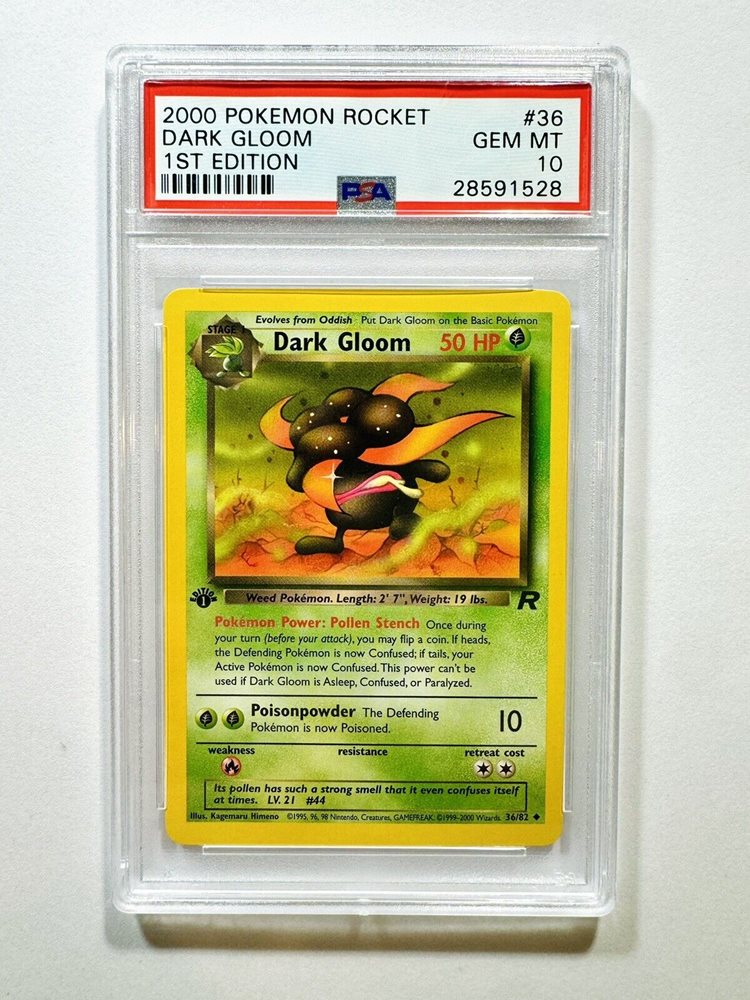 2000 POKEMON ROCKET #36
DARK GLOOM GEM MT
1ST EDITION 10
PSA 28591528
Evolves from Oddish Put Dark Gloom on the Basic Pokémon
STAGE 1
Dark Gloom 50 HP
EDITION 1
Weed Pokémon. Length: 2' 7", Weight: 19 lbs.
R
Pokémon Power: Pollen Stench Once during
your turn (before your attack), you may flip a coin. If heads,
the Defending Pokémon is now Confused; if tails, your
Active Pokémon is now Confused. This power can't be
used if Dark Gloom is Asleep, Confused, or Paralyzed.
Poisonpowder The Defending
Pokémon is now Poisoned.
10
weakness resistance retreat cost
Its pollen has such a strong smell that it even confuses itself
at times. LV. 21 #44
Illus. Kagemaru Himeno ©1995, 96, 98 Nintendo, Creatures, GAMEFREAK. ©1999-2000 Wizards. 36/82